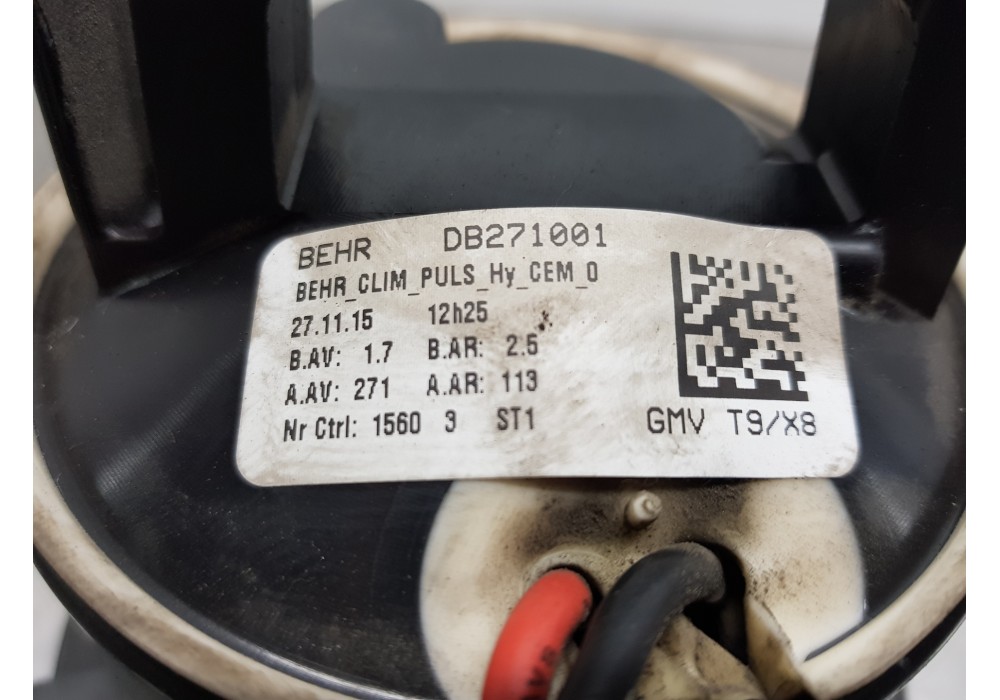 BEHR DB271001
BEHR_CLIM_PULS_Hy_CEM_0
27.11.15 12h25
B.AV: 1.7 B.AR: 2.5
A.AV: 271 A.AR: 113
Nr Ctrl: 1560 3 ST1
GMV T9/X8